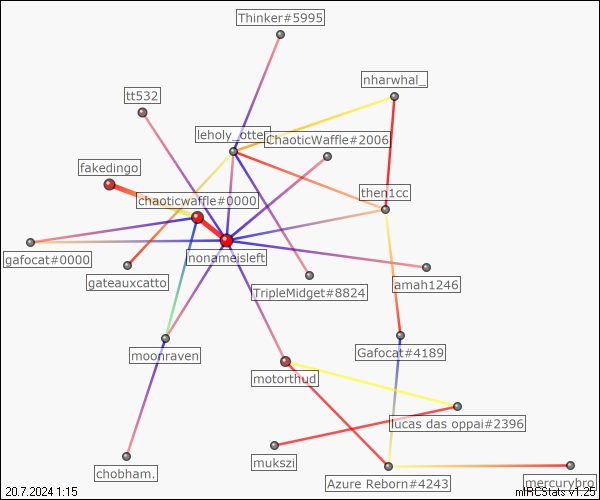 Thinker#5995
nharwhal_
tt532
leholy_otter
ChaoticWaffle#2006
fakedingo
chaoticwaffle#0000
then1cc
gafocat#0000
nonameisleft
gateauxcatto
TripleMidget#8824
amah1246
moonraven
Gafocat#4189
motorthud
lucas das oppai#2396
mukszi
chobham.
Azure Reborn#4243
mercurybro
20.7.2024 1:15
mIRCStats v1.25